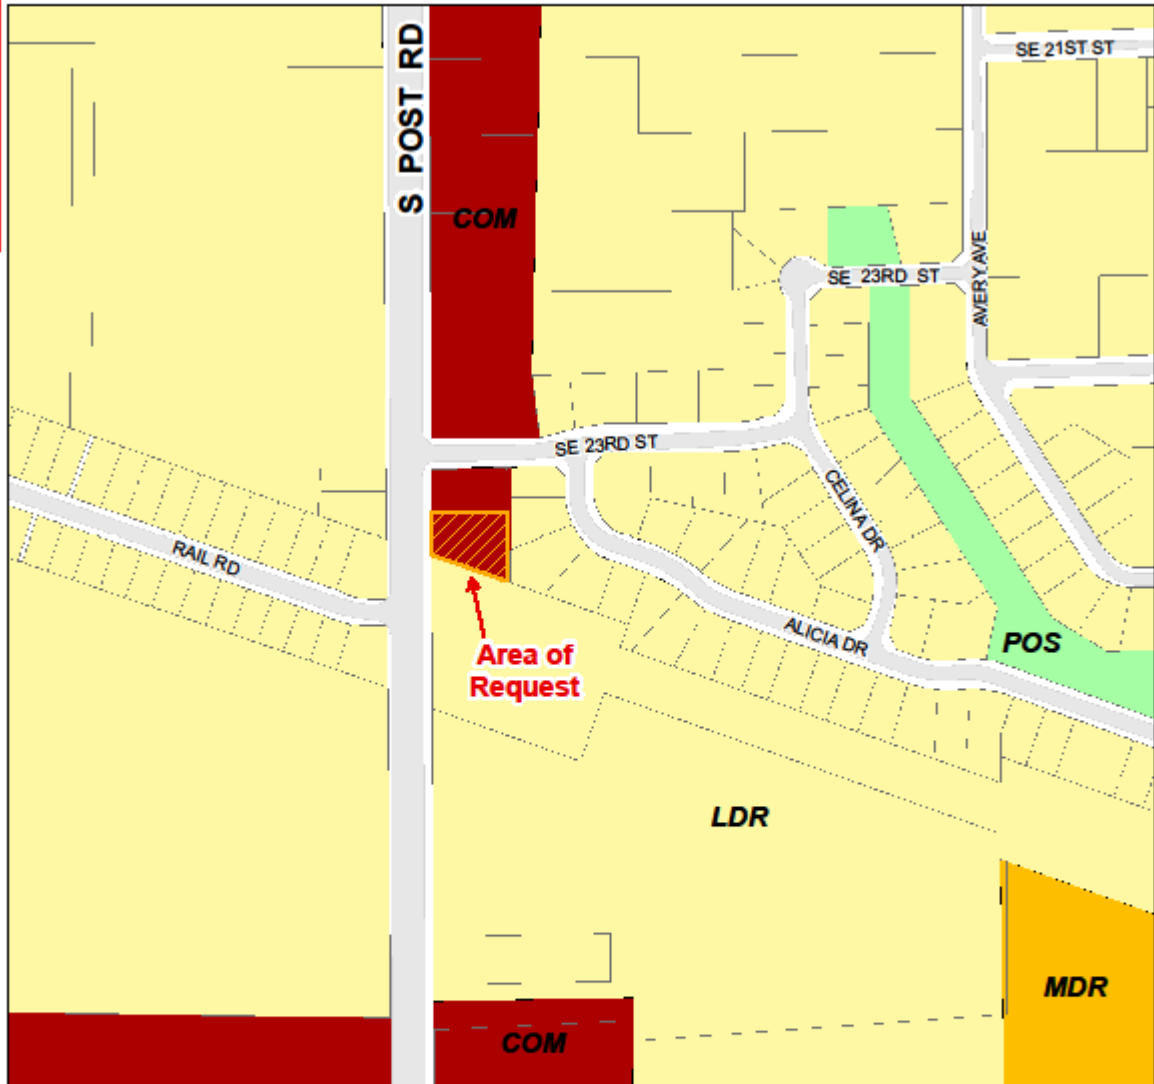 S POST RD
SE 21ST ST
COM
AVERY AVE
SE 23RD ST
SE 23RD ST
CELINA DR
RAIL RD
ALICIA DR
POS
Area of
Request
LDR
MDR
COM